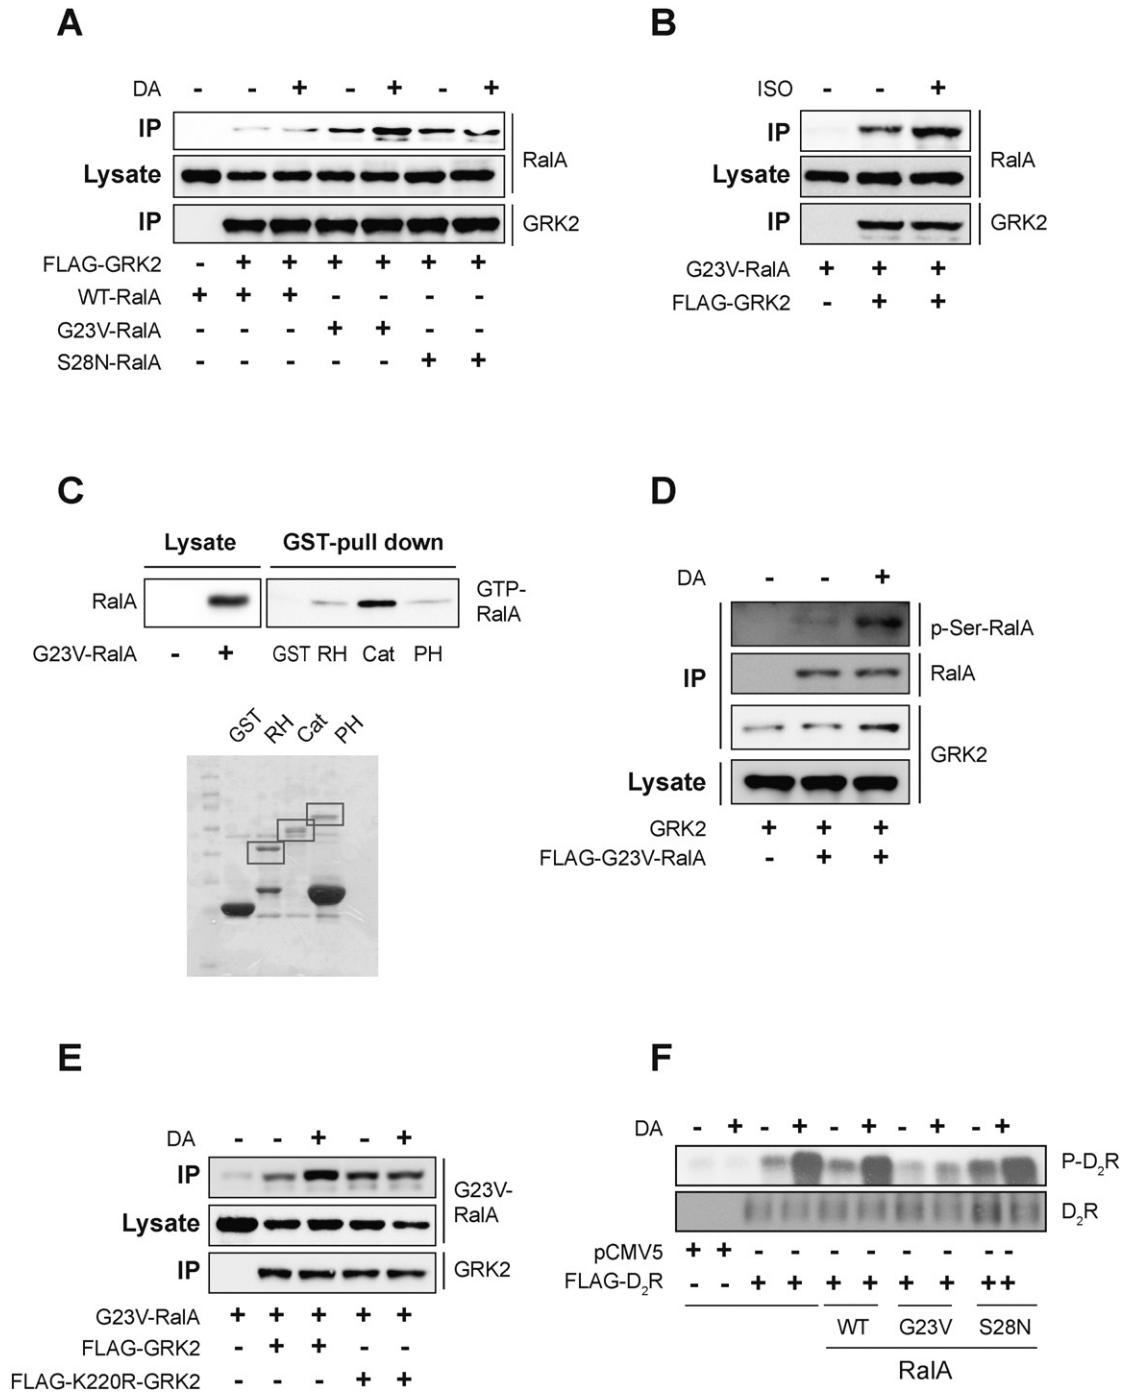 A
DA - - + - + - +
IP
Lysate
RalA
IP
GRK2
FLAG-GRK2 - + + + + + +
WT-RalA + + + - - - -
G23V-RalA - - - + + - -
S28N-RalA - - - - - + +
B
ISO - - +
IP
Lysate
RalA
IP
GRK2
G23V-RalA + + +
FLAG-GRK2 - + +
C
Lysate GST-pull down
RalA
GTP-
RalA
G23V-RalA - + GST RH Cat PH
GST RH Cat PH
D
DA - - +
p-Ser-RalA
IP
RalA
GRK2
Lysate
GRK2 + + +
FLAG-G23V-RalA - + +
E
DA - - + - +
IP
G23V-
RalA
Lysate
IP
GRK2
G23V-RalA + + + + +
FLAG-GRK2 - + + - -
FLAG-K220R-GRK2 - - - + +
F
DA - + - + - + - + - +
P-D₂R
D₂R
pCMV5 + + - - - - - - - -
FLAG-D₂R - - + + + + + + + +
WT G23V S28N
RalA